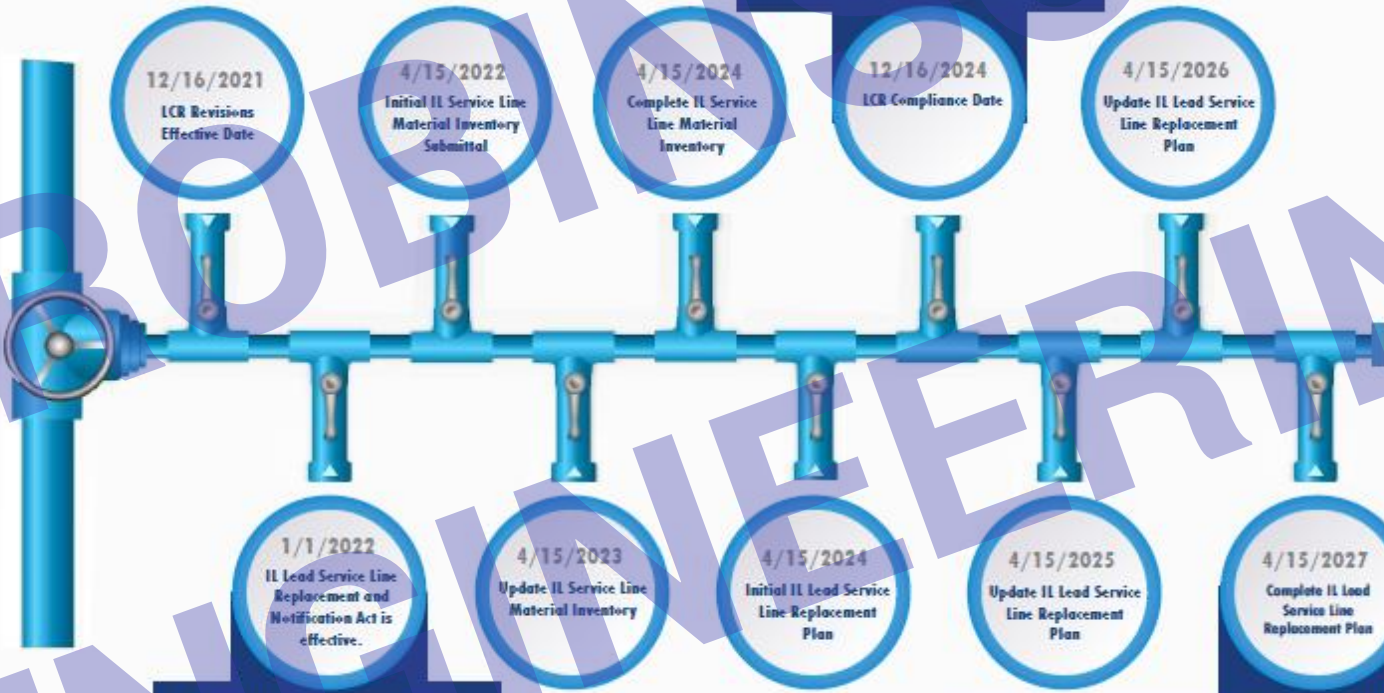 12/16/2021
LCR Revisions
Effective Date
4/15/2022
Initial IL Service Line
Material Inventory
Submittal
4/15/2024
Complete IL Service
Line Material
Inventory
12/16/2024
LCR Compliance Date
4/15/2026
Update IL Lead Service
Line Replacement
Plan
1/1/2022
IL Lead Service Line
Replacement and
Notification Act is
effective.
4/15/2023
Update IL Service Line
Material Inventory
4/15/2024
Initial IL Lead Service
Line Replacement
Plan
4/15/2025
Update IL Lead Service
Line Replacement
Plan
4/15/2027
Complete IL Lead
Service Line
Replacement Plan